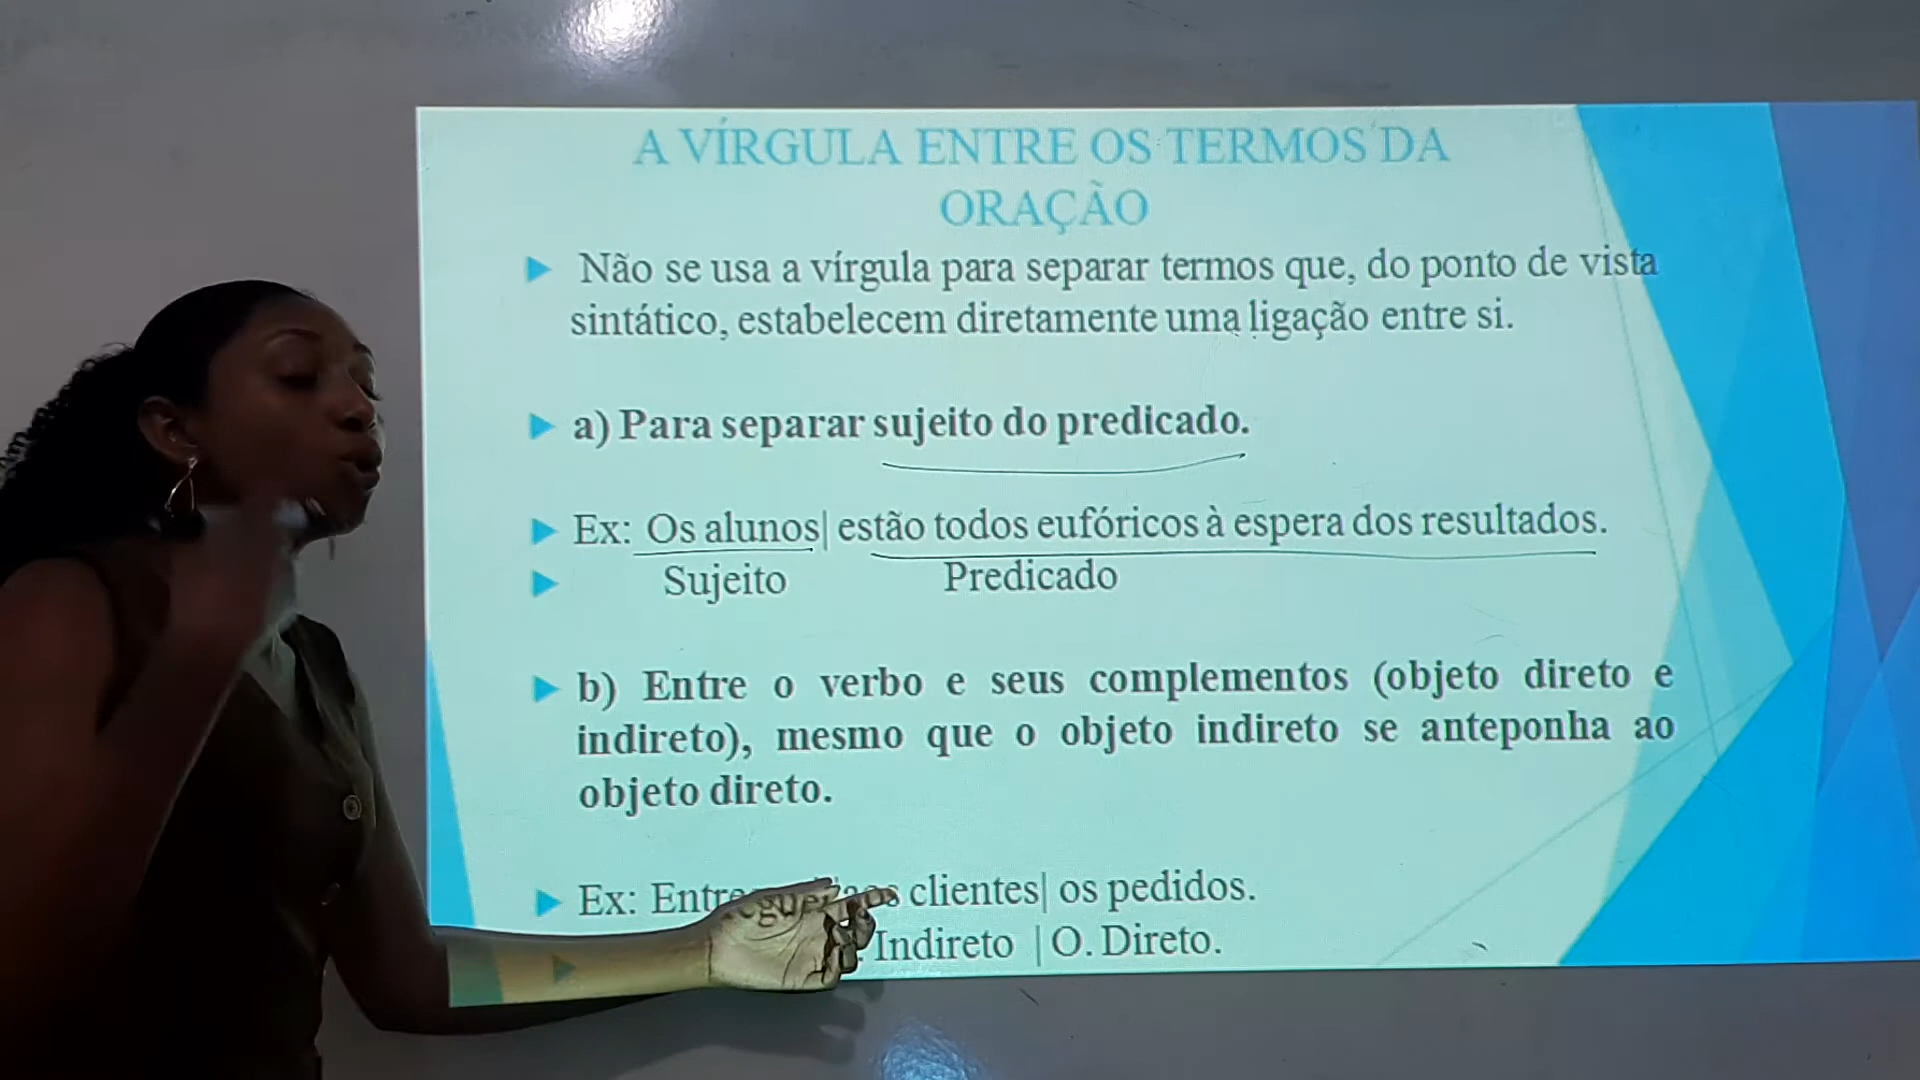 A VÍRGULA ENTRE OS TERMOS DA
ORAÇÃO
Não se usa a vírgula para separar termos que, do ponto de vista
sintático, estabelecem diretamente uma ligação entre si.
a) Para separar sujeito do predicado.
Ex: Os alunos| estão todos eufóricos à espera dos resultados.
Sujeito Predicado
b) Entre o verbo e seus complementos (objeto direto e
indireto), mesmo que o objeto indireto se anteponha ao
objeto direto.
Ex: aos clientes| os pedidos.
Indireto | O. Direto.